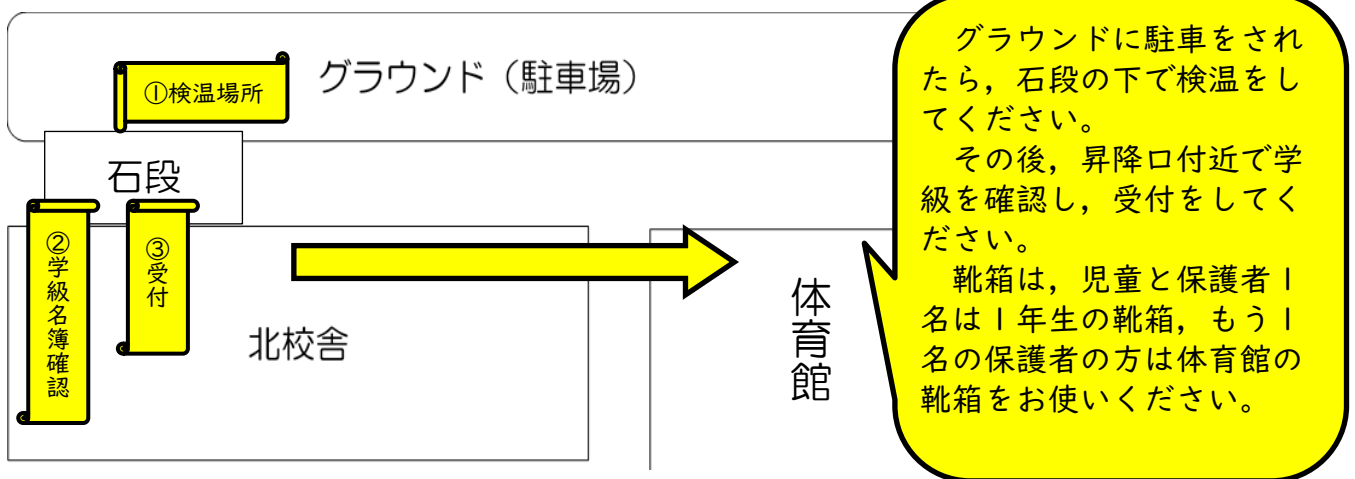 グラウンド（駐車場）
①検温場所
石段
②学級名簿確認
③受付
北校舎
体育館
　グラウンドに駐車をされ
たら，石段の下で検温をし
てください。
　その後，昇降口付近で学
級を確認し，受付をしてく
ださい。
　靴箱は，児童と保護者１
名は１年生の靴箱，もう１
名の保護者の方は体育館の
靴箱をお使いください。